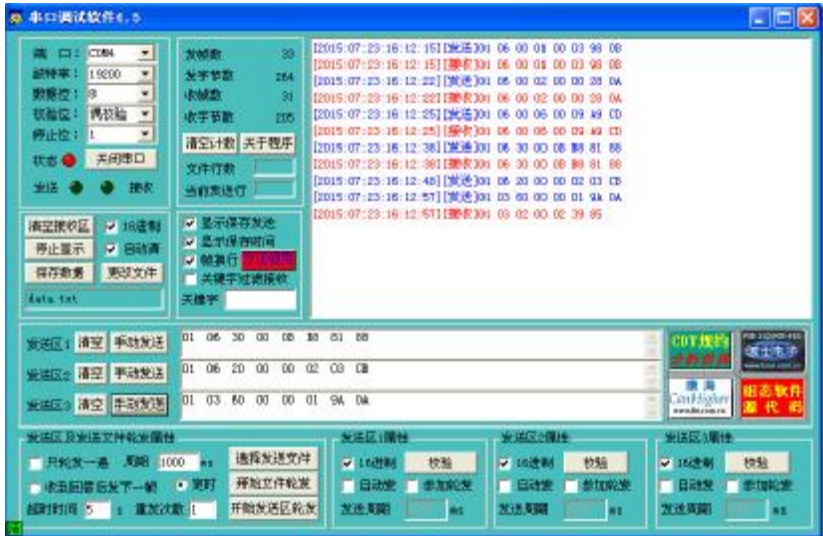 串口调试软件4.5
端 口: COM4
波特率: 19200
数据位: 8
校验位: 偶校验
停止位: 1
状态 关闭串口
发送 接收
发帧数 33
发字节数 264
收帧数 31
收字节数 205
清空计数 关于程序
文件行数
当前发送行
[2015:07:23:16:12:15][发送]01 06 00 01 00 03 98 0B
[2015:07:23:16:12:15][接收]01 06 00 01 00 03 98 0B
[2015:07:23:16:12:22][发送]01 06 00 02 00 00 28 0A
[2015:07:23:16:12:22][接收]01 06 00 02 00 00 28 0A
[2015:07:23:16:12:25][发送]01 06 00 06 00 09 A9 CD
[2015:07:23:16:12:25][接收]01 06 00 06 00 09 A9 CD
[2015:07:23:16:12:38][发送]01 06 30 00 0B B8 81 88
[2015:07:23:16:12:38][接收]01 06 30 00 0B B8 81 88
[2015:07:23:16:12:48][发送]01 06 20 00 00 02 03 CB
[2015:07:23:16:12:57][发送]01 03 60 00 00 01 9A 0A
[2015:07:23:16:12:57][接收]01 03 02 00 02 39 85
清空接收区 16进制
停止显示 自动清
保存数据 更改文件
data.txt
显示保存发送
显示保存时间
帧换行
关键字过滤接收
关键字
发送区1 清空 手动发送 01 06 30 00 0B B8 81 88
发送区2 清空 手动发送 01 06 20 00 00 02 03 CB
发送区3 清空 手动发送 01 03 60 00 00 01 9A 0A
CDT规约
波士电子
CanHigher
组态软件
源 代 码
发送区及发送文件轮发属性
只轮发一遍 周期 1000 ms 选择发送文件
收到回答后发下一帧 定时 开始文件轮发
超时时间 5 s 重发次数 1 开始发送区轮发
发送区1属性
16进制 校验
自动发 参加轮发
发送周期 ms
发送区2属性
16进制 校验
自动发 参加轮发
发送周期 ms
发送区3属性
16进制 校验
自动发 参加轮发
发送周期 ms